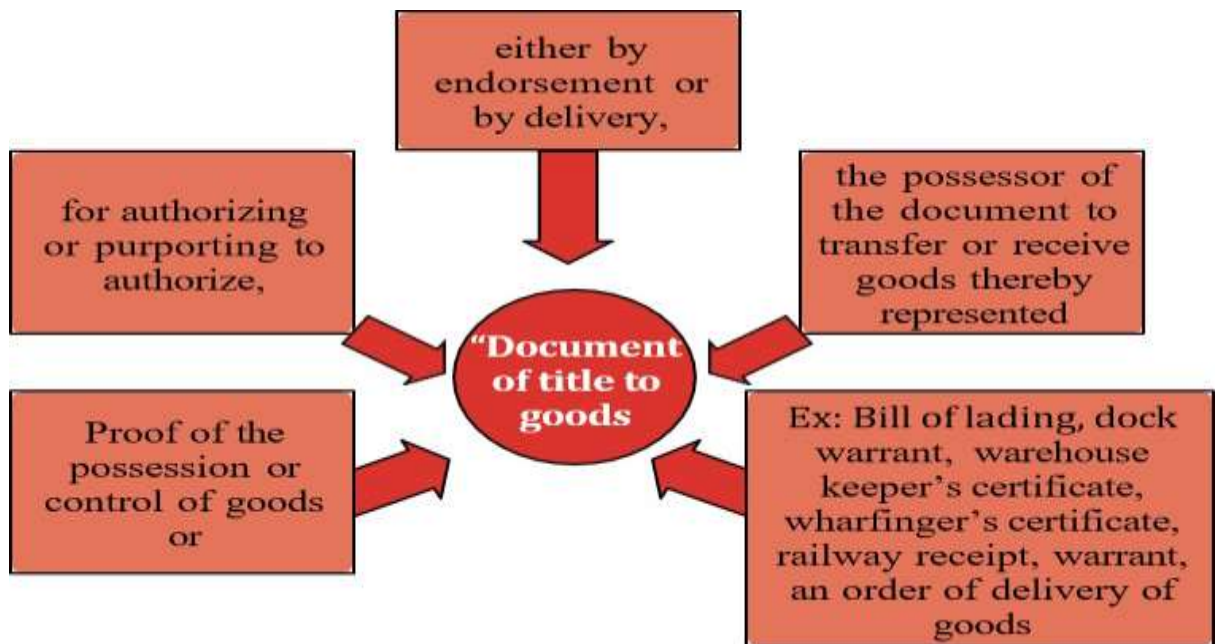 either by
endorsement or
by delivery,
for authorizing
or purporting to
authorize,
the possessor of
the document to
transfer or receive
goods thereby
represented
“Document
of title to
goods
Proof of the
possession or
control of goods
or
Ex: Bill of lading, dock
warrant, warehouse
keeper’s certificate,
wharfinger’s certificate,
railway receipt, warrant,
an order of delivery of
goods